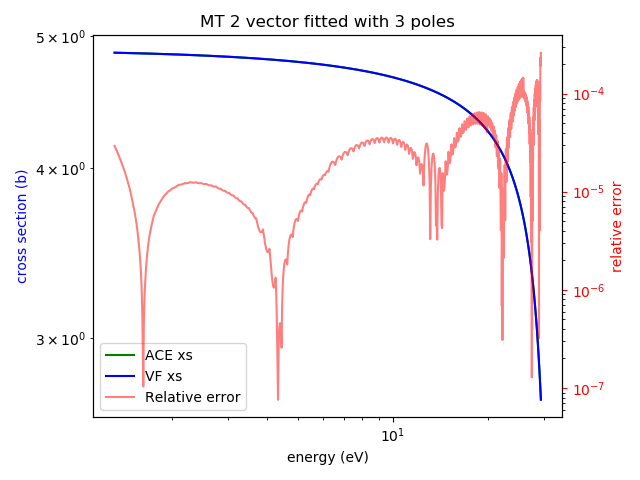 MT 2 vector fitted with 3 poles
5 × 10⁰
4 × 10⁰
3 × 10⁰
cross section (b)
10⁻⁴
10⁻⁵
10⁻⁶
10⁻⁷
relative error
ACE xs
VF xs
Relative error
10¹
energy (eV)